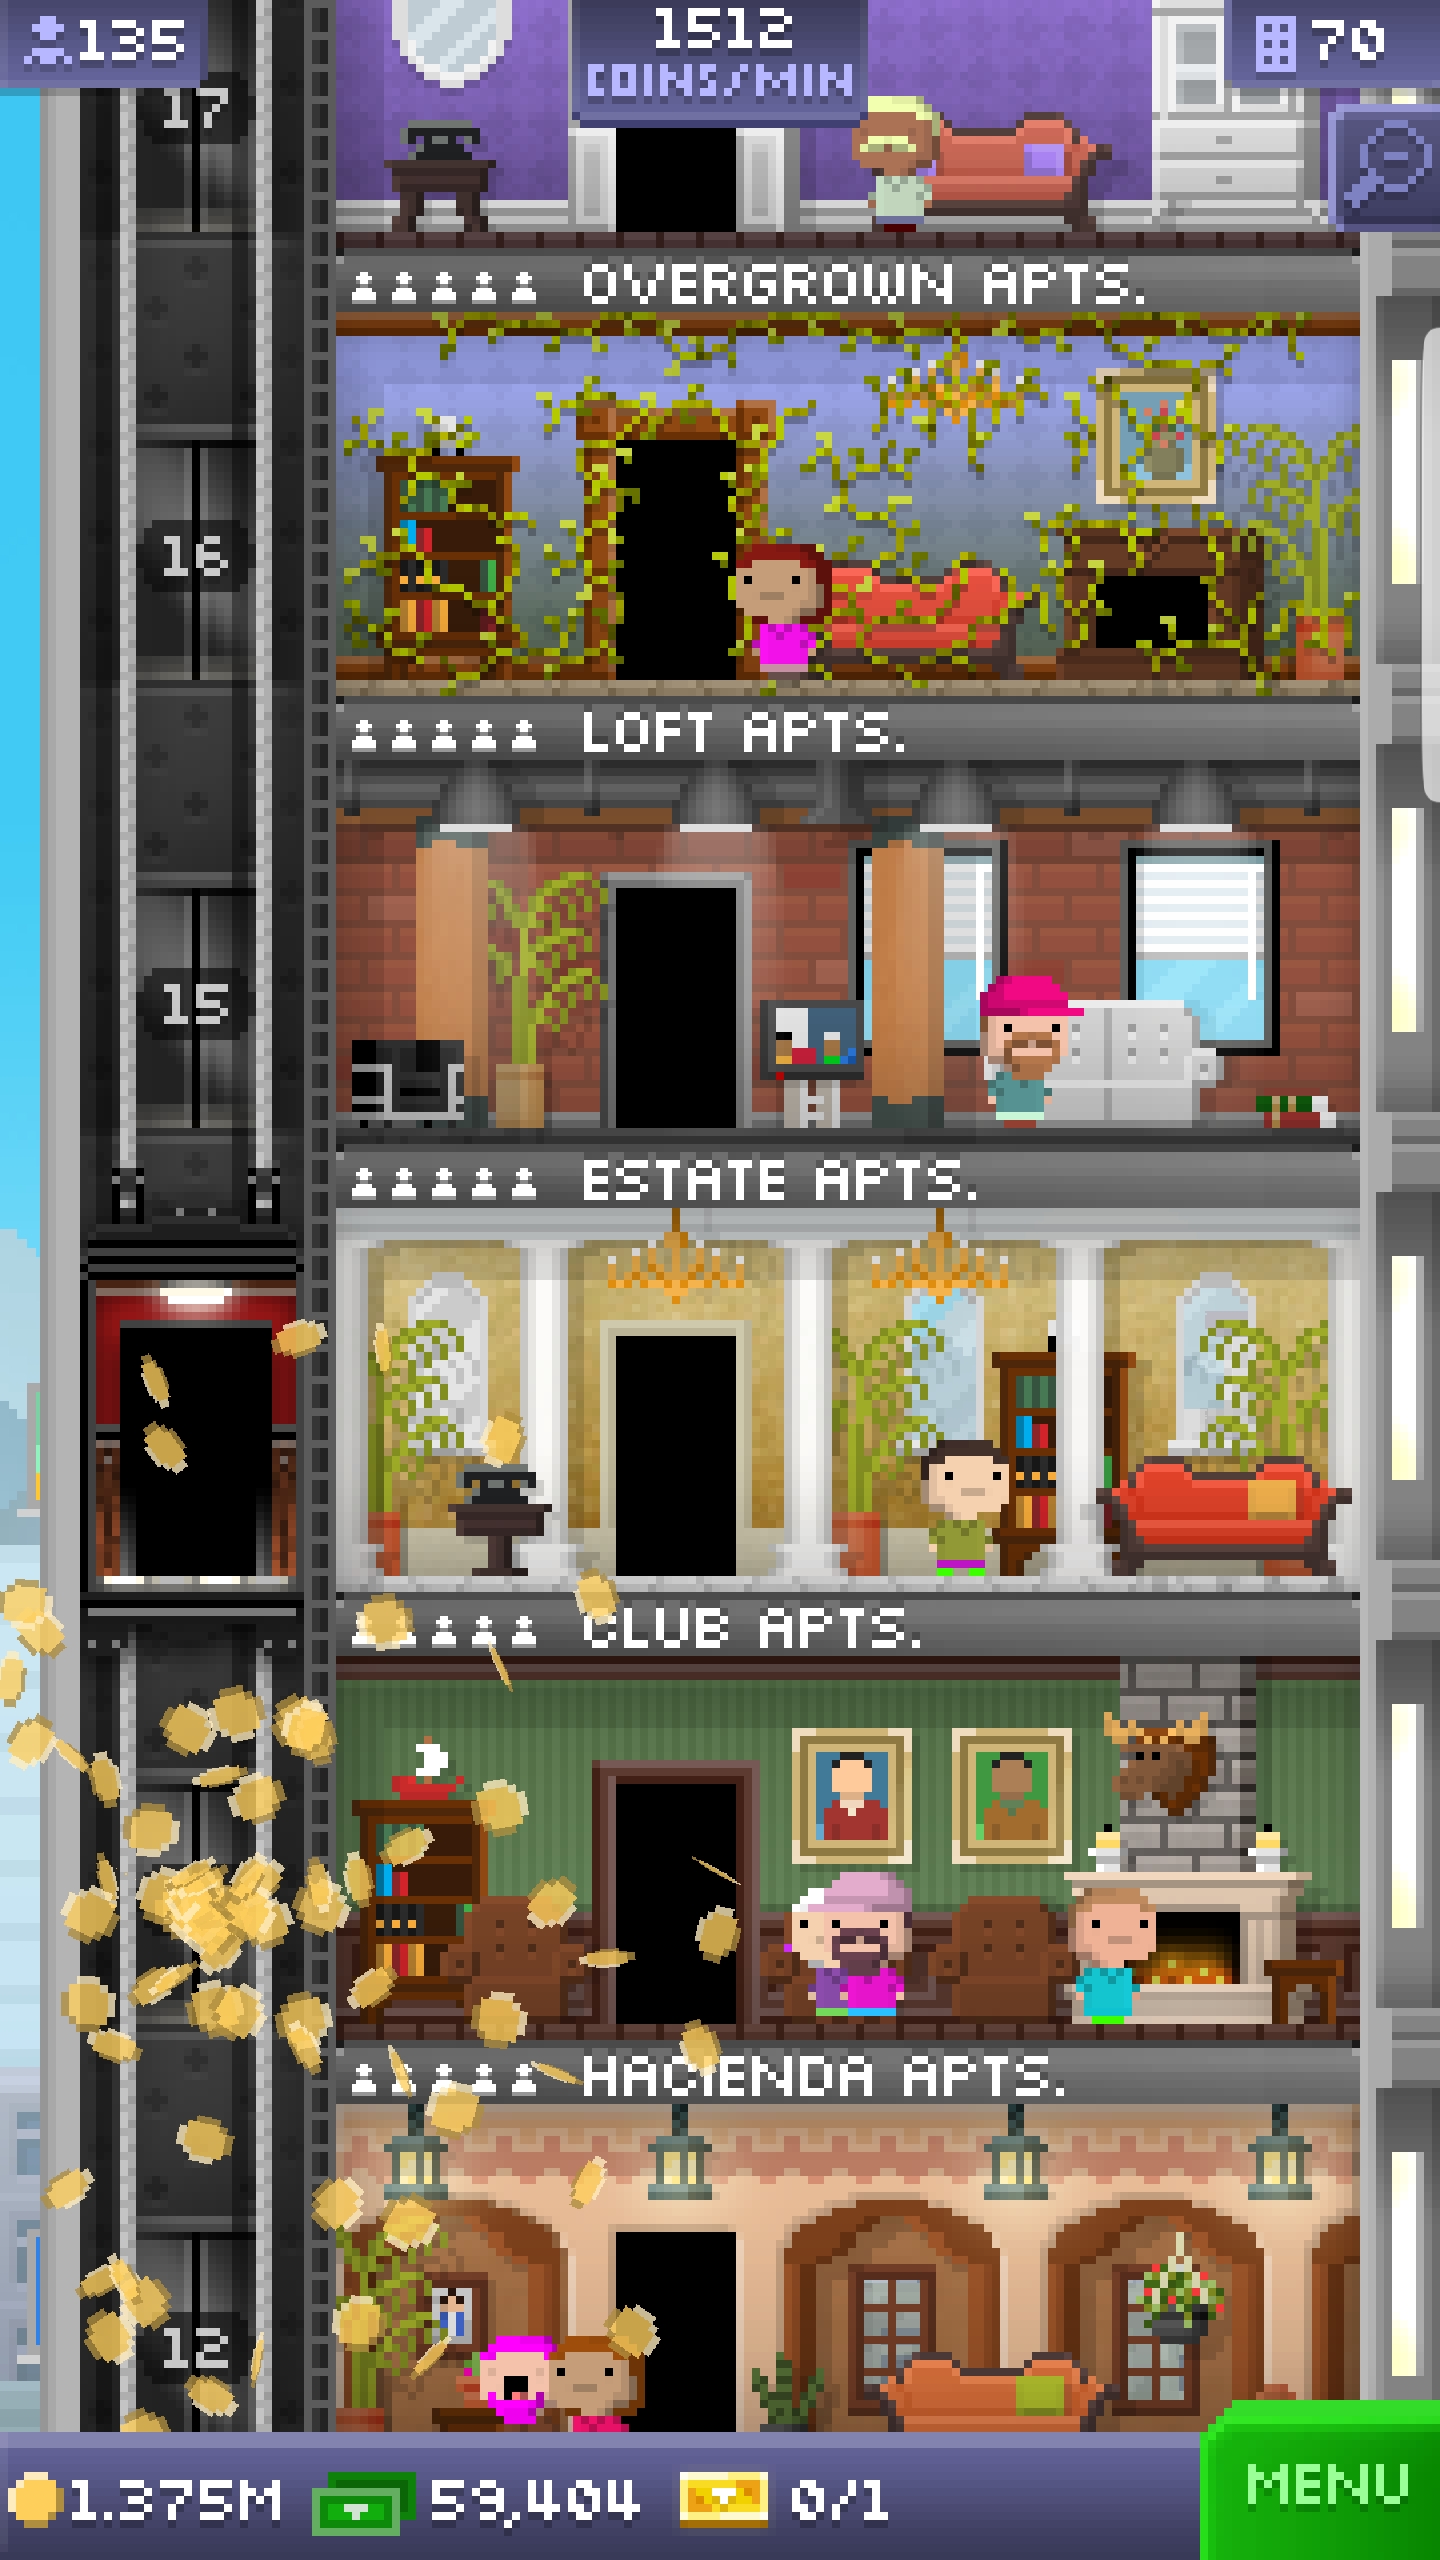 135
1512
COINS/MIN
70
17
OVERGROWN APTS.
16
LOFT APTS.
15
ESTATE APTS.
CLUB APTS.
HACIENDA APTS.
12
1.375M
59,404
0/1
MENU